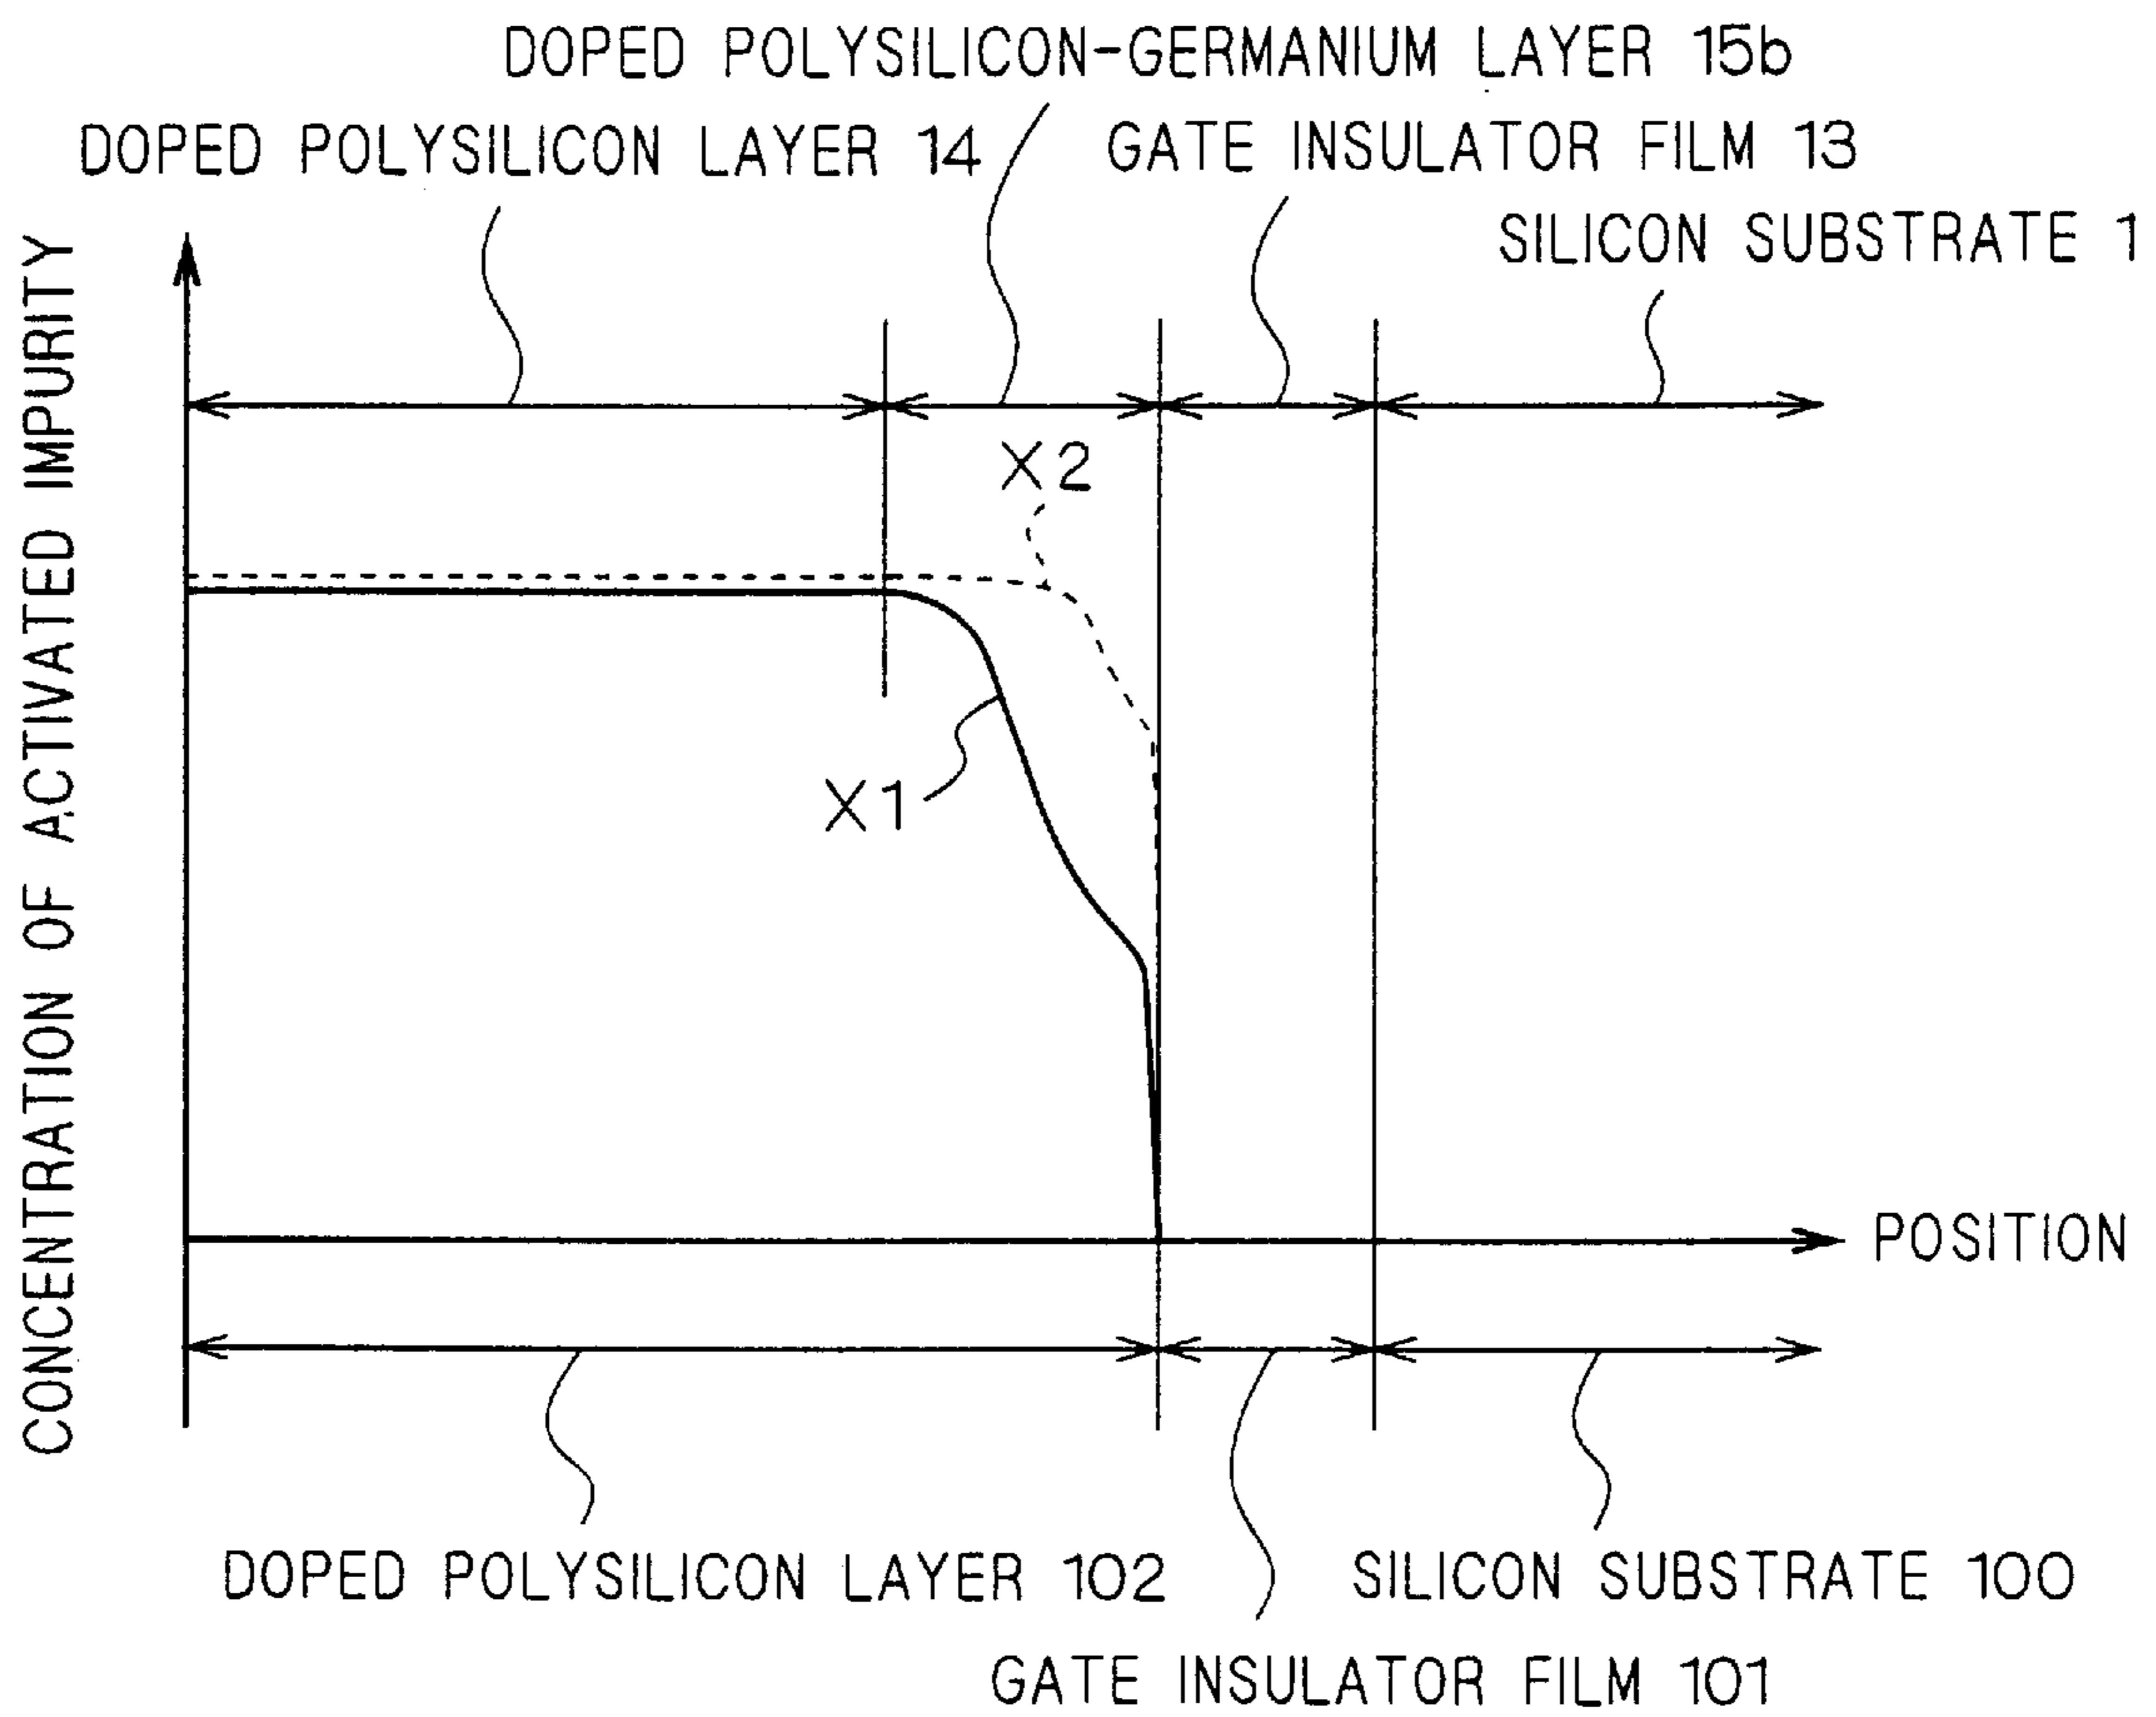 DOPED POLYSILICON-GERMANIUM LAYER 15b
DOPED POLYSILICON LAYER 14
GATE INSULATOR FILM 13
SILICON SUBSTRATE 1
CONCENTRATION OF ACTIVATED IMPURITY
X2
X1
POSITION
DOPED POLYSILICON LAYER 102
SILICON SUBSTRATE 100
GATE INSULATOR FILM 101